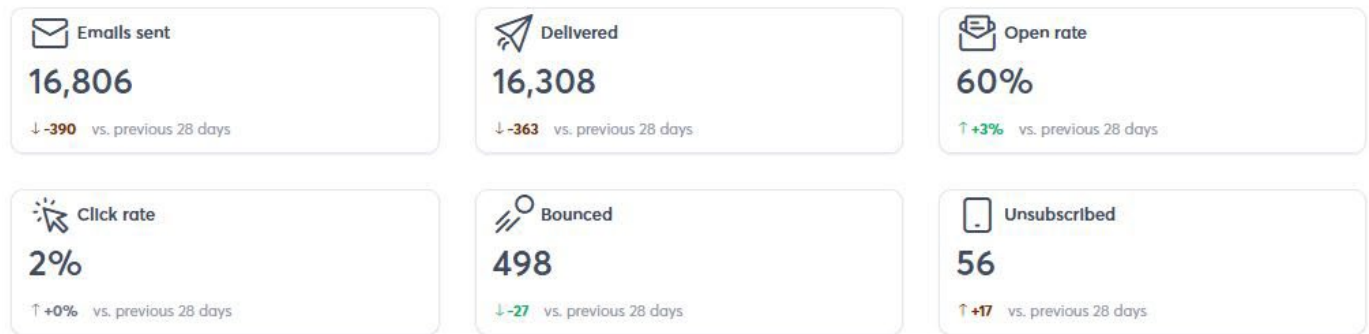 Emails sent
16,806
↓ -390 vs. previous 28 days
Delivered
16,308
↓ -363 vs. previous 28 days
Open rate
60%
↑ +3% vs. previous 28 days
Click rate
2%
↑ +0% vs. previous 28 days
Bounced
498
↓ -27 vs. previous 28 days
Unsubscribed
56
↑ +17 vs. previous 28 days